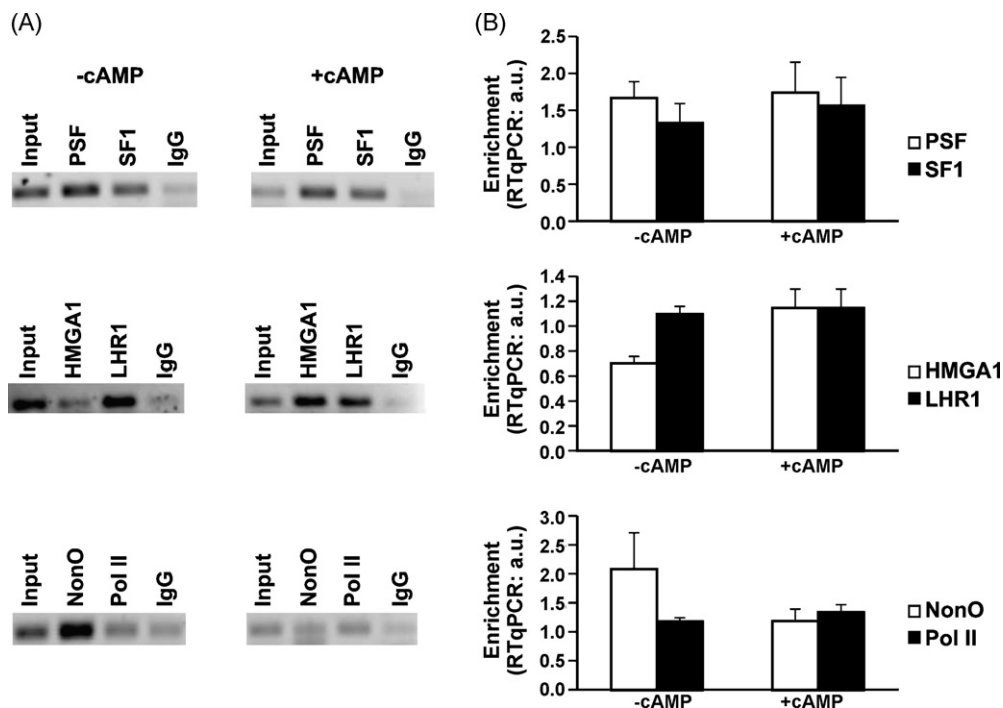 (A)
-cAMP +cAMP
Input PSF SF1 IgG Input PSF SF1 IgG
Input HMGA1 LHR1 IgG Input HMGA1 LHR1 IgG
Input NonO Pol II IgG Input NonO Pol II IgG
(B)
Enrichment
(RTqPCR: a.u.)
2.5
2.0
1.5
1.0
0.5
0.0
-cAMP +cAMP
PSF
SF1
Enrichment
(RTqPCR: a.u.)
1.4
1.2
1.0
0.8
0.6
0.4
0.2
0.0
-cAMP +cAMP
HMGA1
LHR1
Enrichment
(RTqPCR: a.u.)
3.0
2.5
2.0
1.5
1.0
0.5
0.0
-cAMP +cAMP
NonO
Pol II